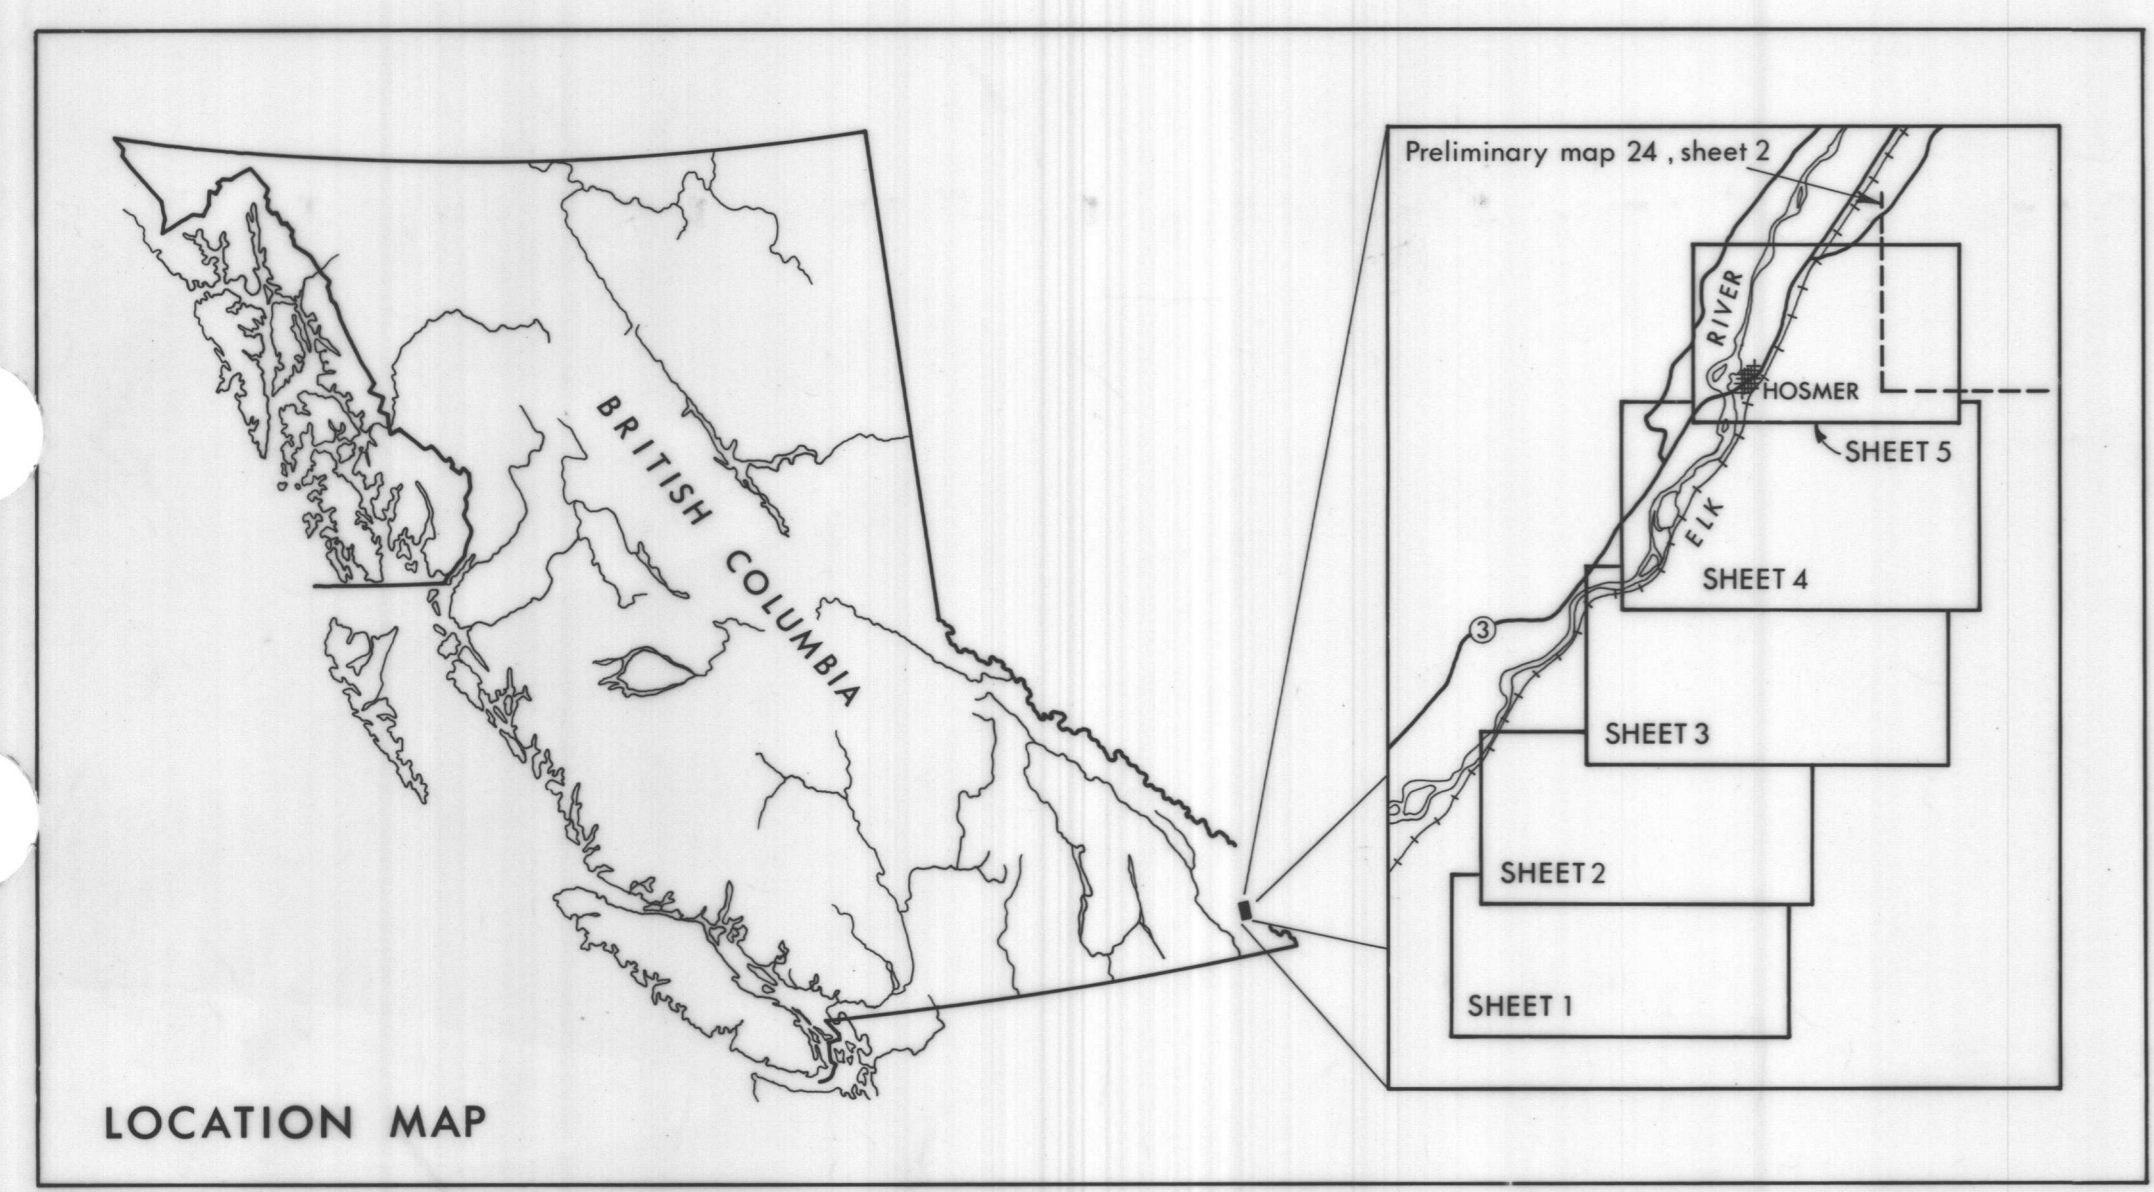 Preliminary map 24 , sheet 2
RIVER
HOSMER
SHEET 5
ELK
SHEET 4
3
SHEET 3
SHEET 2
SHEET 1
BRITISH COLUMBIA
LOCATION MAP